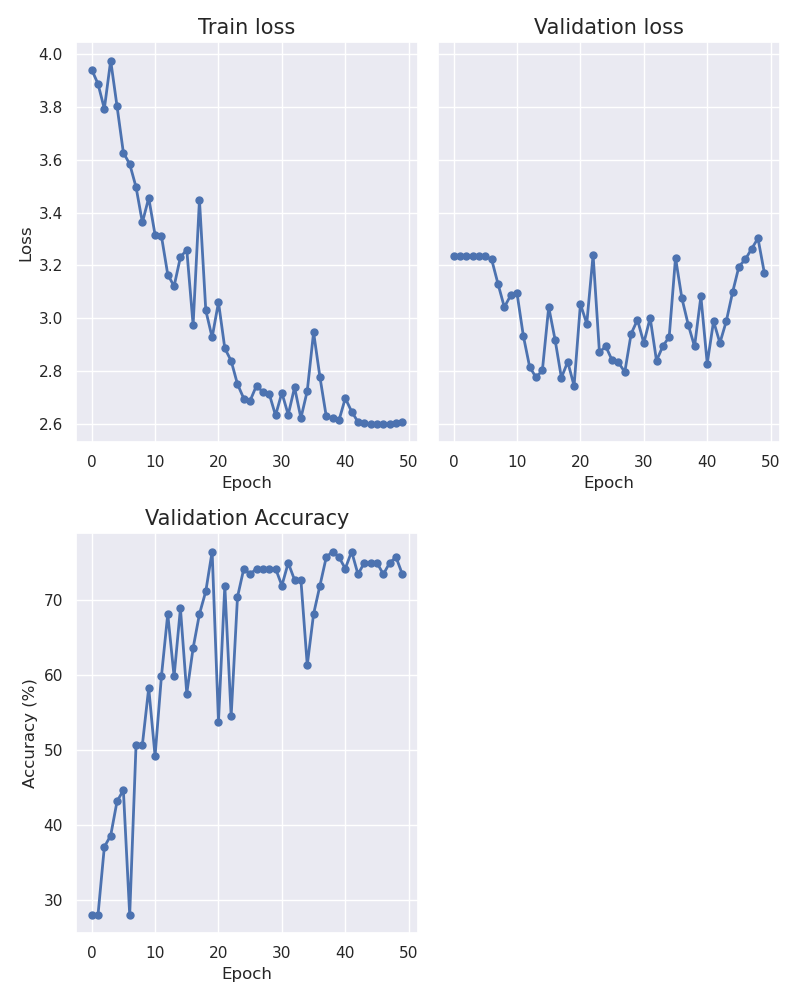 Train loss
Validation loss
Loss
4.0
3.8
3.6
3.4
3.2
3.0
2.8
2.6
0 10 20 30 40 50
0 10 20 30 40 50
Epoch
Epoch
Validation Accuracy
Accuracy (%)
70
60
50
40
30
0 10 20 30 40 50
Epoch